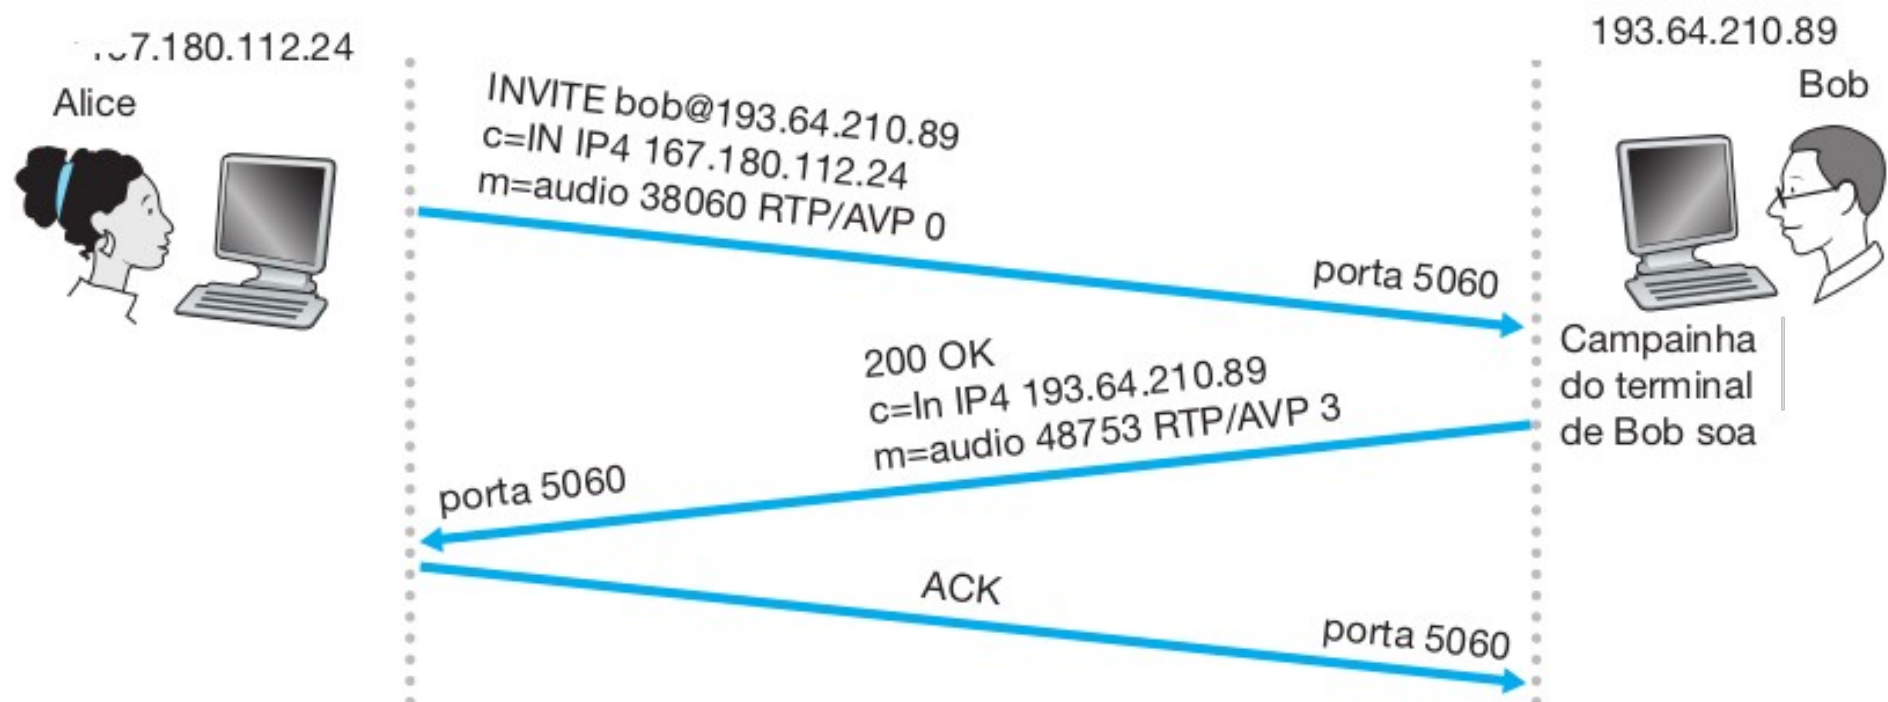 7.180.112.24
Alice
193.64.210.89
Bob
INVITE bob@193.64.210.89
c=IN IP4 167.180.112.24
m=audio 38060 RTP/AVP 0
porta 5060
Campainha
do terminal
de Bob soa
200 OK
c=In IP4 193.64.210.89
m=audio 48753 RTP/AVP 3
porta 5060
ACK
porta 5060